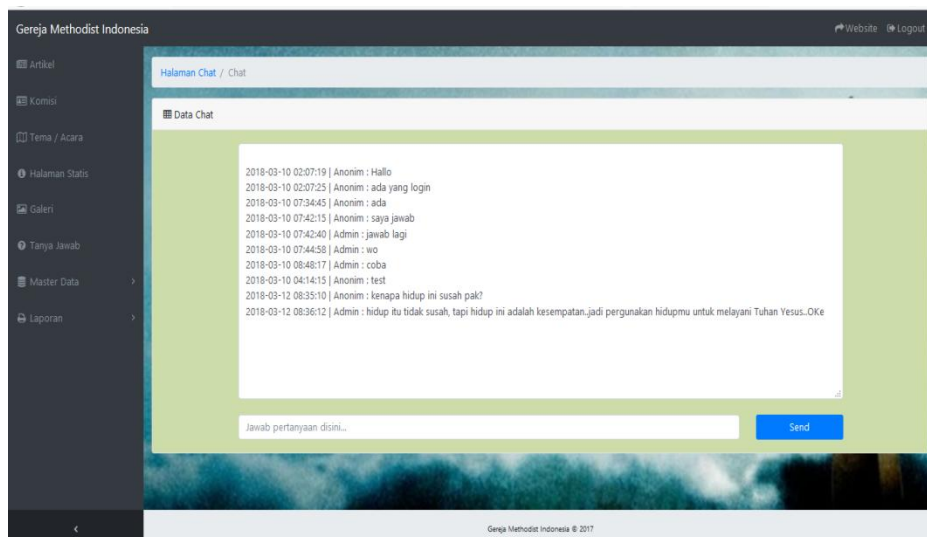 Gereja Methodist Indonesia
Website Logout
Artikel
Komisi
Tema / Acara
Halaman Statis
Galeri
Tanya Jawab
Master Data
Laporan
Halaman Chat / Chat
Data Chat
2018-03-10 02:07:19 | Anonim : Hallo
2018-03-10 02:07:25 | Anonim : ada yang login
2018-03-10 07:34:45 | Anonim : ada
2018-03-10 07:42:15 | Anonim : saya jawab
2018-03-10 07:42:40 | Admin : jawab lagi
2018-03-10 07:44:58 | Admin : wo
2018-03-10 08:48:17 | Admin : coba
2018-03-10 04:14:15 | Anonim : test
2018-03-12 08:35:10 | Anonim : kenapa hidup ini susah pak?
2018-03-12 08:36:12 | Admin : hidup itu tidak susah, tapi hidup ini adalah kesempatan..jadi pergunakan hidupmu untuk melayani Tuhan Yesus..OKe
Jawab pertanyaan disini...
Send
Gereja Methodist Indonesia © 2017